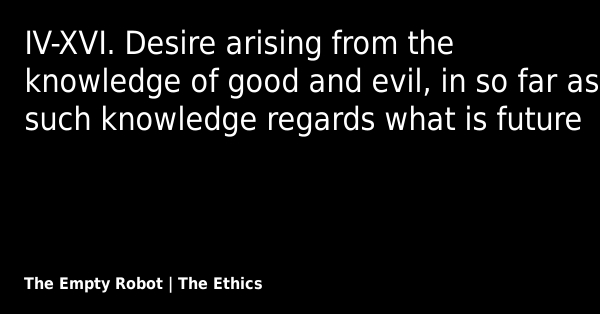 IV-XVI. Desire arising from the
knowledge of good and evil, in so far as
such knowledge regards what is future
The Empty Robot | The Ethics